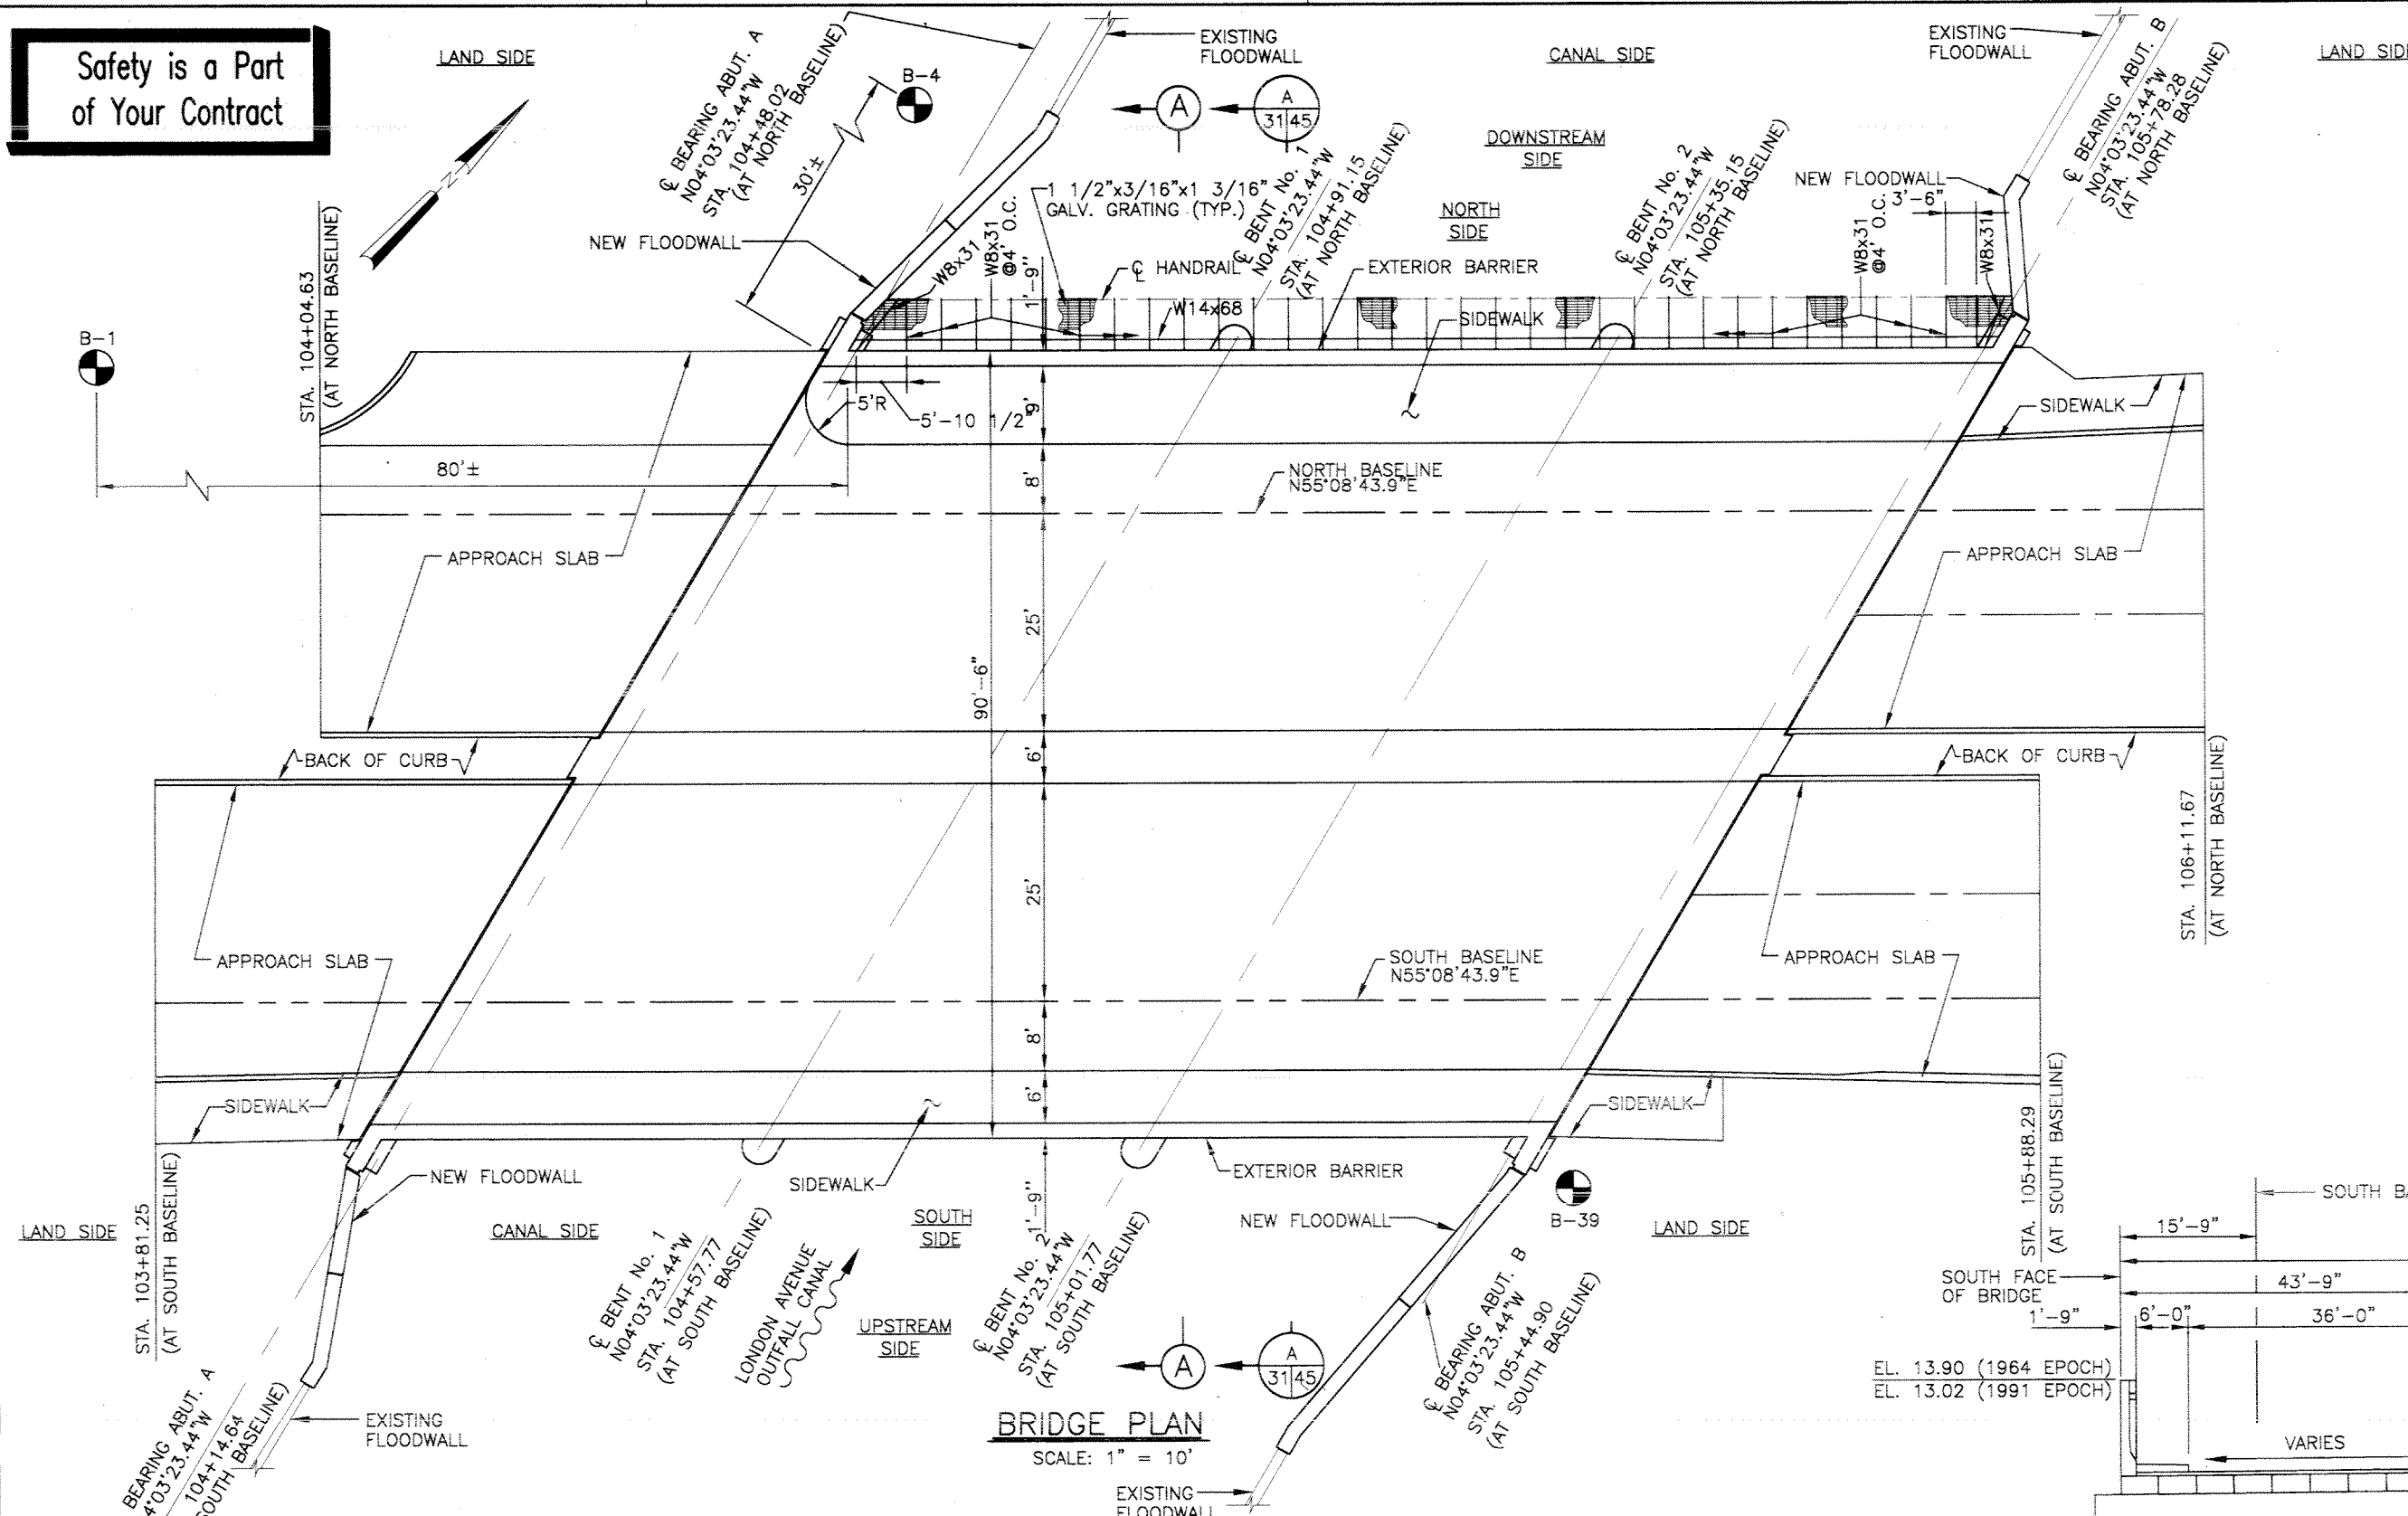 Safety is a Part
of Your Contract
LAND SIDE
℄ BEARING ABUT. A
N04°03'23.44"W
STA. 104+48.02
(AT NORTH BASELINE)
B-4
30'±
EXISTING
FLOODWALL
A
A
31 45
CANAL SIDE
DOWNSTREAM
SIDE
NORTH
SIDE
EXISTING
FLOODWALL
LAND SIDE
℄ BEARING ABUT. B
N04°03'23.44"W
STA. 105+78.28
(AT NORTH BASELINE)
N
NEW FLOODWALL
1 1/2"x3/16"x1 3/16"
GALV. GRATING (TYP.)
℄ BENT No. 1
N04°03'23.44"W
STA. 104+91.15
(AT NORTH BASELINE)
℄ BENT No. 2
N04°03'23.44"W
STA. 105+35.15
(AT NORTH BASELINE)
NEW FLOODWALL
3'-6"
W8x31
@4' O.C.
W8x31
W8x31
W8x31
@4' O.C.
1'-9"
℄ HANDRAIL
EXTERIOR BARRIER
W14x68
SIDEWALK
B-1
STA. 104+04.63
(AT NORTH BASELINE)
5'R
5'-10 1/2"
9'
SIDEWALK
80'±
8'
NORTH BASELINE
N55°08'43.9"E
APPROACH SLAB
25'
APPROACH SLAB
90'-6"
BACK OF CURB
6'
BACK OF CURB
STA. 106+11.67
(AT NORTH BASELINE)
25'
APPROACH SLAB
SOUTH BASELINE
N55°08'43.9"E
APPROACH SLAB
8'
SIDEWALK
6'
SIDEWALK
STA. 103+81.25
(AT SOUTH BASELINE)
NEW FLOODWALL
SIDEWALK
1'-9"
EXTERIOR BARRIER
B-39
STA. 105+88.29
(AT SOUTH BASELINE)
LAND SIDE
CANAL SIDE
SOUTH
SIDE
NEW FLOODWALL
LAND SIDE
℄ BENT No. 1
N04°03'23.44"W
STA. 104+57.77
(AT SOUTH BASELINE)
LONDON AVENUE
OUTFALL CANAL
UPSTREAM
SIDE
℄ BENT No. 2
N04°03'23.44"W
STA. 105+01.77
(AT SOUTH BASELINE)
A
A
31 45
℄ BEARING ABUT. B
N04°03'23.44"W
STA. 105+44.90
(AT SOUTH BASELINE)
BEARING ABUT. A
4°03'23.44"W
104+14.64
SOUTH BASELINE)
EXISTING
FLOODWALL
BRIDGE PLAN
SCALE: 1" = 10'
EXISTING
FLOODWALL
SOUTH BA
15'-9"
SOUTH FACE
OF BRIDGE
43'-9"
1'-9"
6'-0"
36'-0"
EL. 13.90 (1964 EPOCH)
EL. 13.02 (1991 EPOCH)
VARIES